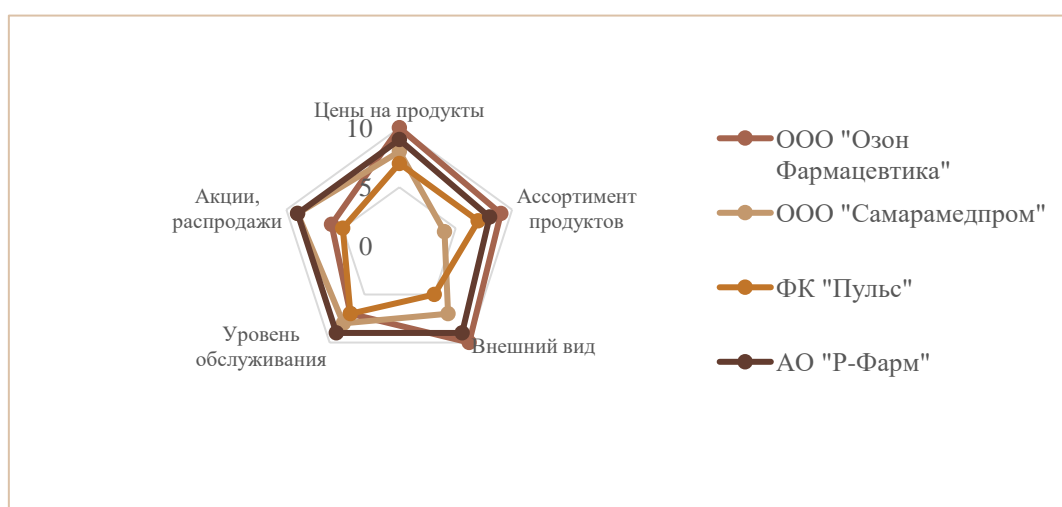 Цены на продукты
10
5
0
Ассортимент
продуктов
Внешний вид
Уровень
обслуживания
Акции,
распродажи
ООО "Озон
Фармацевтика"
ООО "Самарамедпром"
ФК "Пульс"
АО "Р-Фарм"